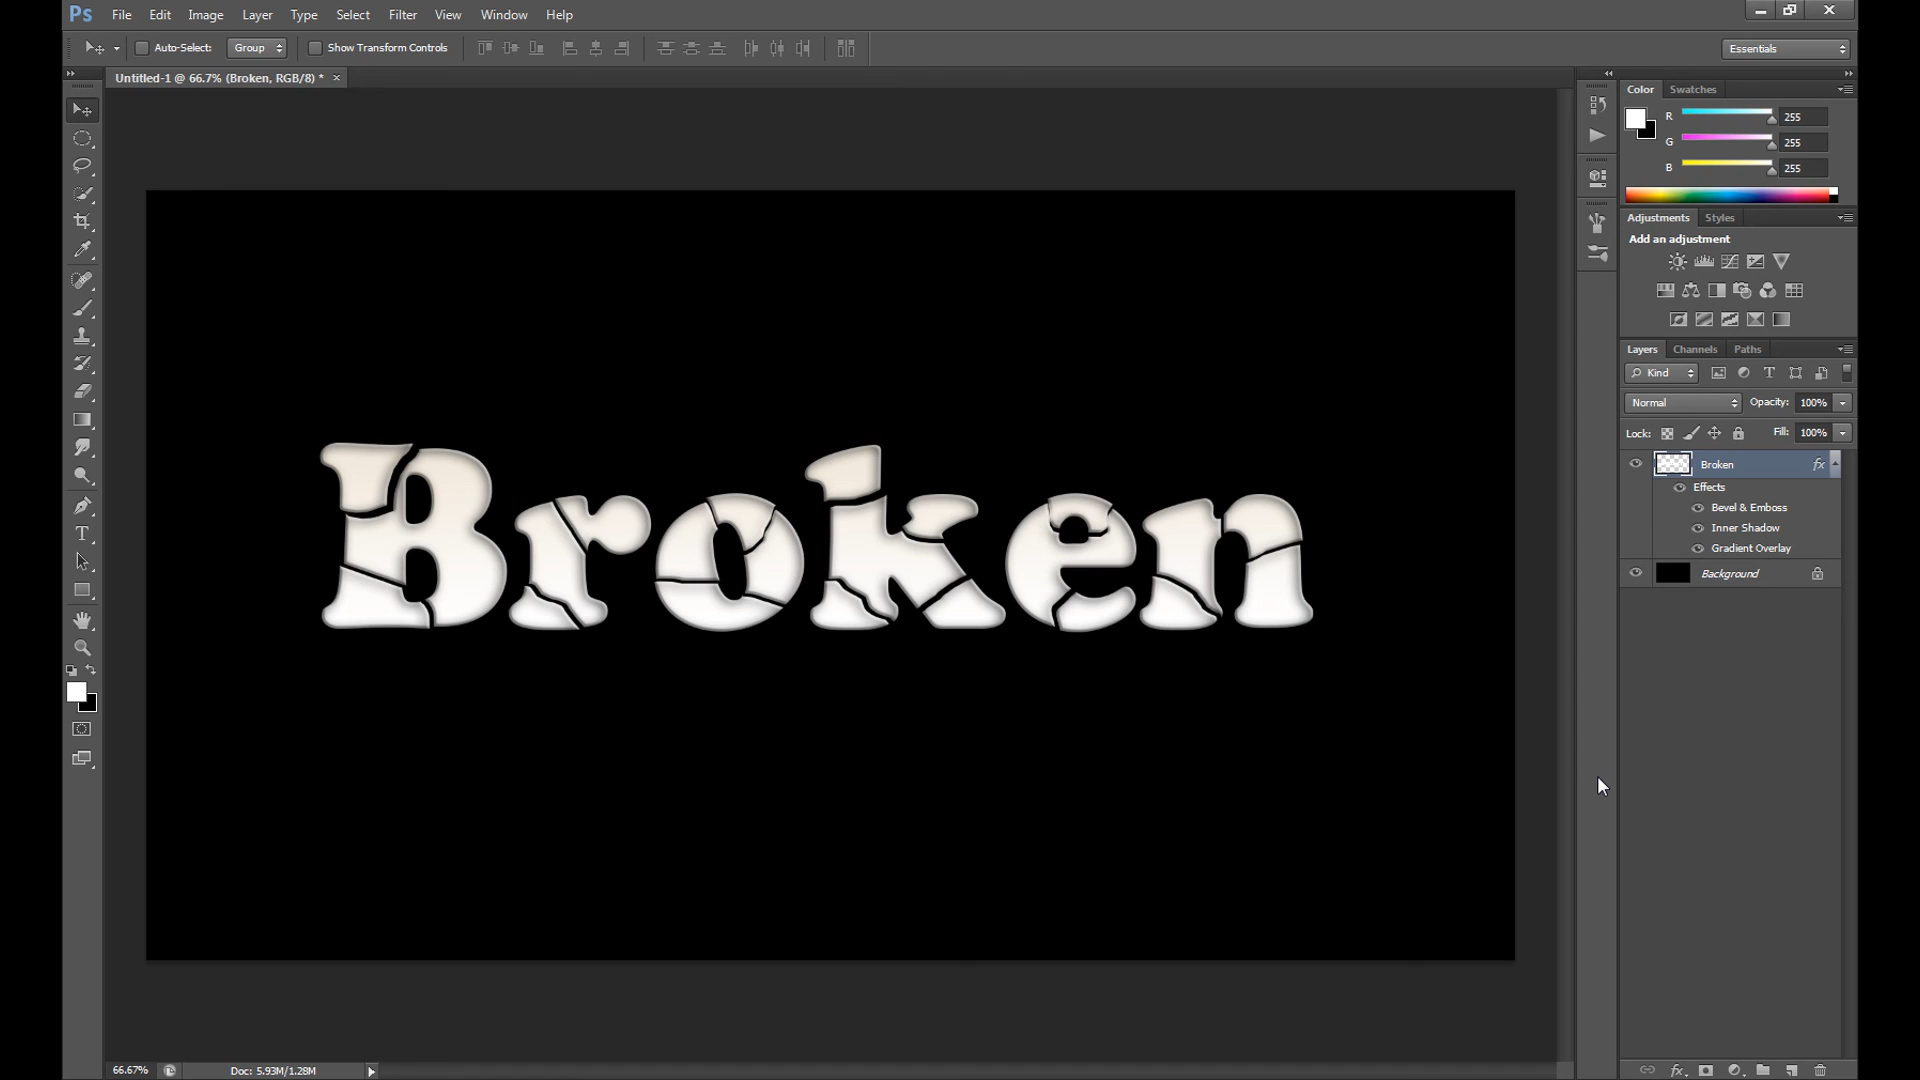 Ps File Edit Image Layer Type Select Filter View Window Help
Auto-Select: Group Show Transform Controls Essentials
Untitled-1 @ 66.7% (Broken, RGB/8) * ×
Color Swatches
R 255
G 255
B 255
Adjustments Styles
Add an adjustment
Layers Channels Paths
Kind
Normal Opacity: 100%
Lock: Fill: 100%
Broken fx
Effects
Bevel & Emboss
Inner Shadow
Gradient Overlay
Background
Broken
66.67% Doc: 5.93M/1.28M
fx